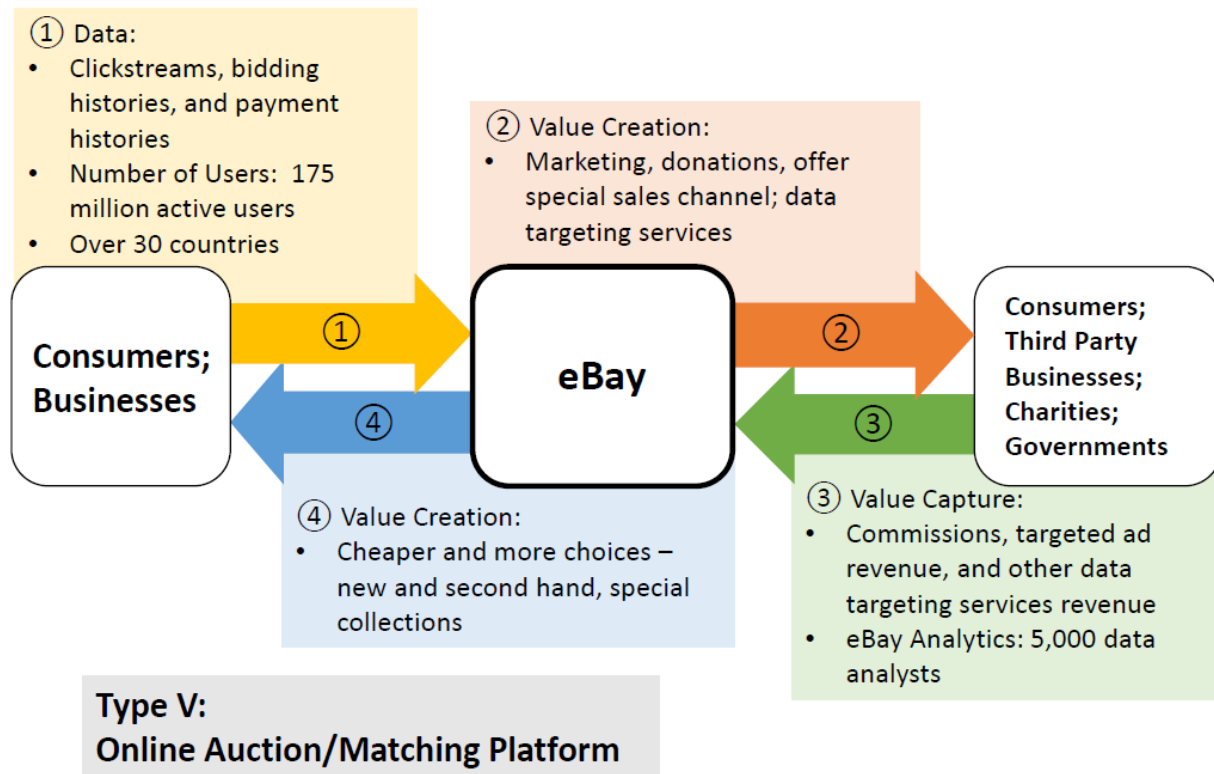 ① Data:
• Clickstreams, bidding
histories, and payment
histories
• Number of Users: 175
million active users
• Over 30 countries
② Value Creation:
• Marketing, donations, offer
special sales channel; data
targeting services
Consumers;
Businesses
①
eBay
②
Consumers;
Third Party
Businesses;
Charities;
Governments
④
③
④ Value Creation:
• Cheaper and more choices –
new and second hand, special
collections
③ Value Capture:
• Commissions, targeted ad
revenue, and other data
targeting services revenue
• eBay Analytics: 5,000 data
analysts
Type V:
Online Auction/Matching Platform